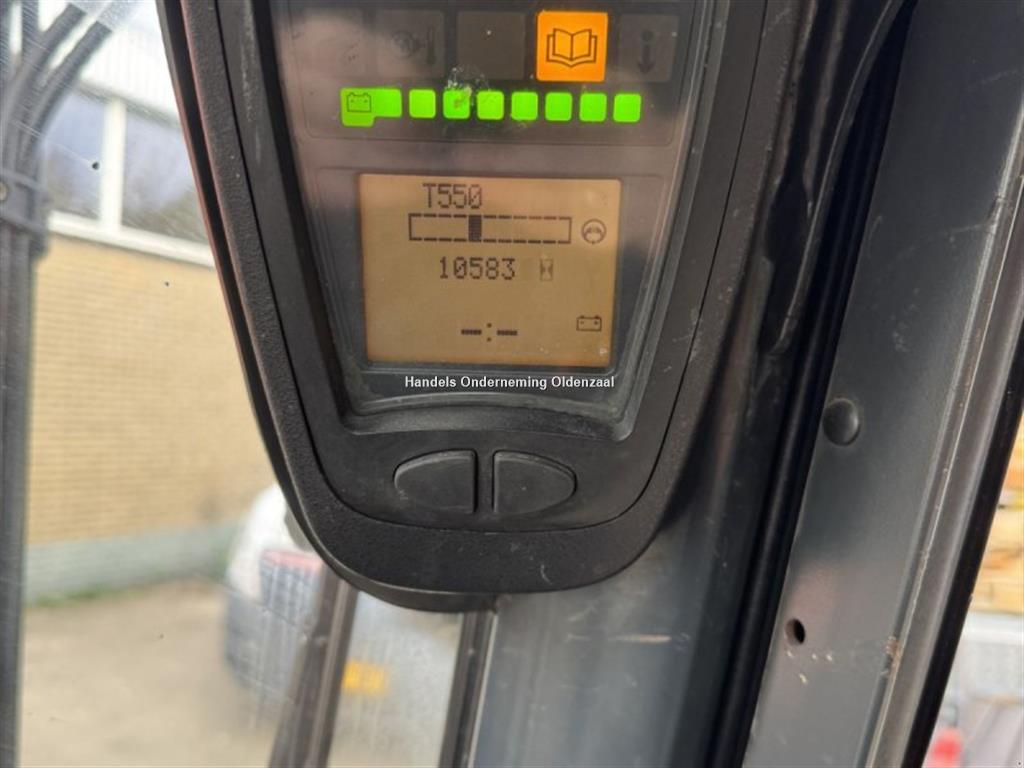 T550
10583
--:--
Handels Onderneming Oldenzaal